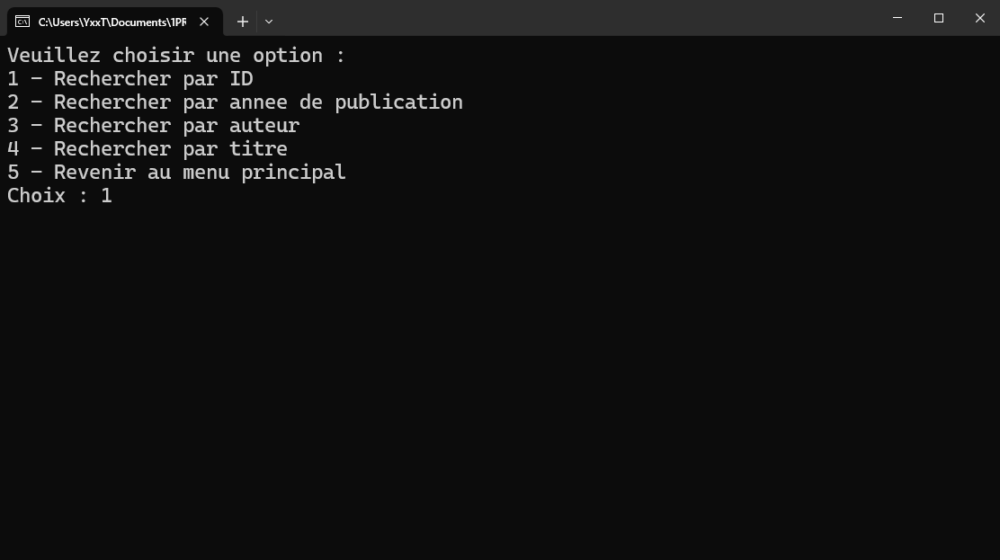 C:\Users\YxxT\Documents\1PR
Veuillez choisir une option :
1 - Rechercher par ID
2 - Rechercher par annee de publication
3 - Rechercher par auteur
4 - Rechercher par titre
5 - Revenir au menu principal
Choix : 1